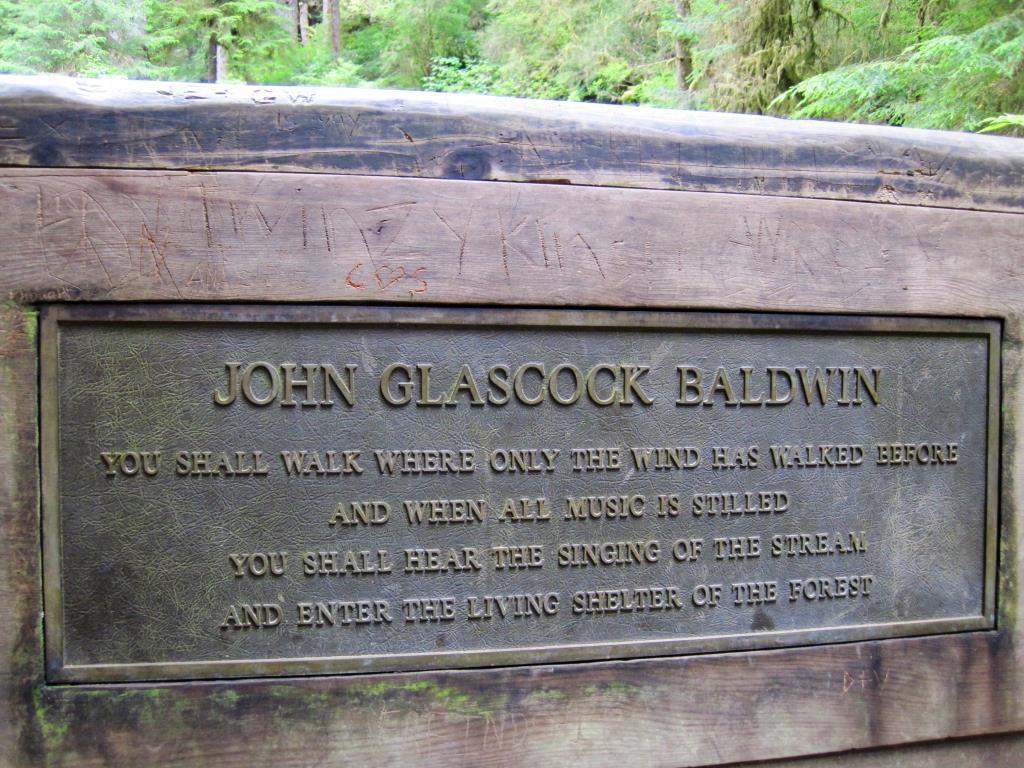 JOHN GLASCOCK BALDWIN
YOU SHALL WALK WHERE ONLY THE WIND HAS WALKED BEFORE
AND WHEN ALL MUSIC IS STILLED
YOU SHALL HEAR THE SINGING OF THE STREAM
AND ENTER THE LIVING SHELTER OF THE FOREST
B+V